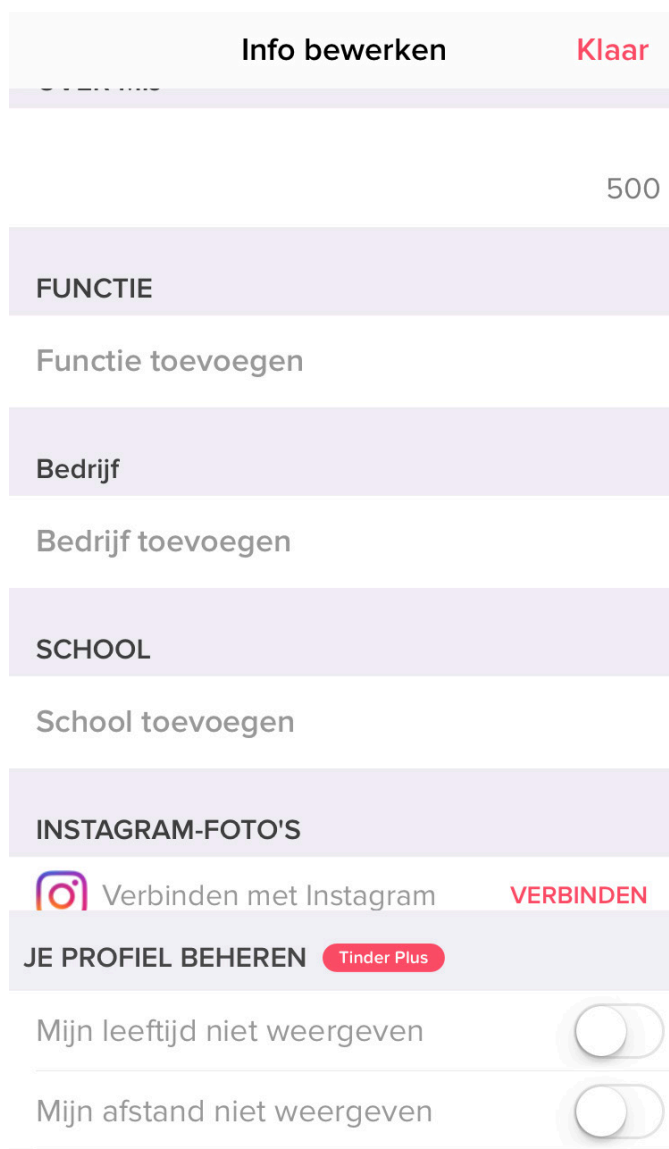 Info bewerken
Klaar
500
FUNCTIE
Functie toevoegen
Bedrijf
Bedrijf toevoegen
SCHOOL
School toevoegen
INSTAGRAM-FOTO'S
Verbinden met Instagram
VERBINDEN
JE PROFIEL BEHEREN
Tinder Plus
Mijn leeftijd niet weergeven
Mijn afstand niet weergeven